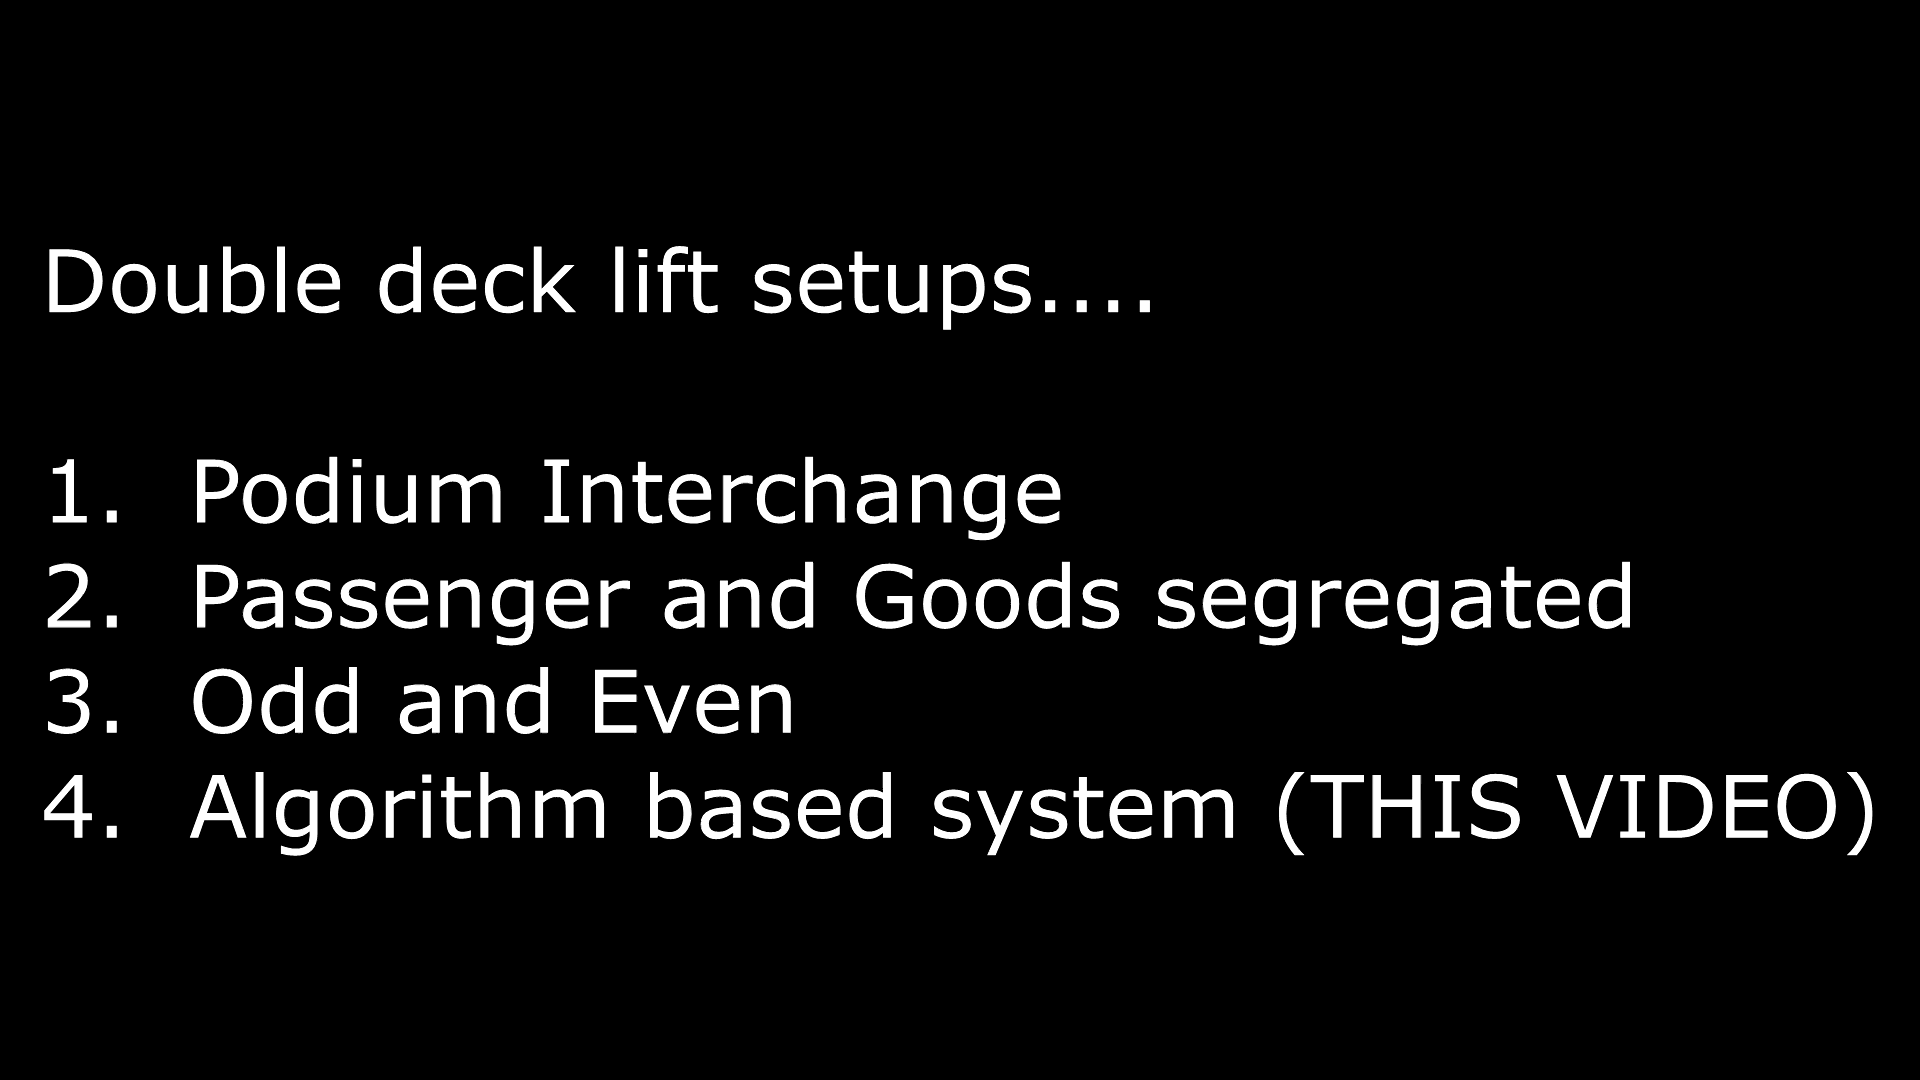 Double deck lift setups....
1. Podium Interchange
2. Passenger and Goods segregated
3. Odd and Even
4. Algorithm based system (THIS VIDEO)